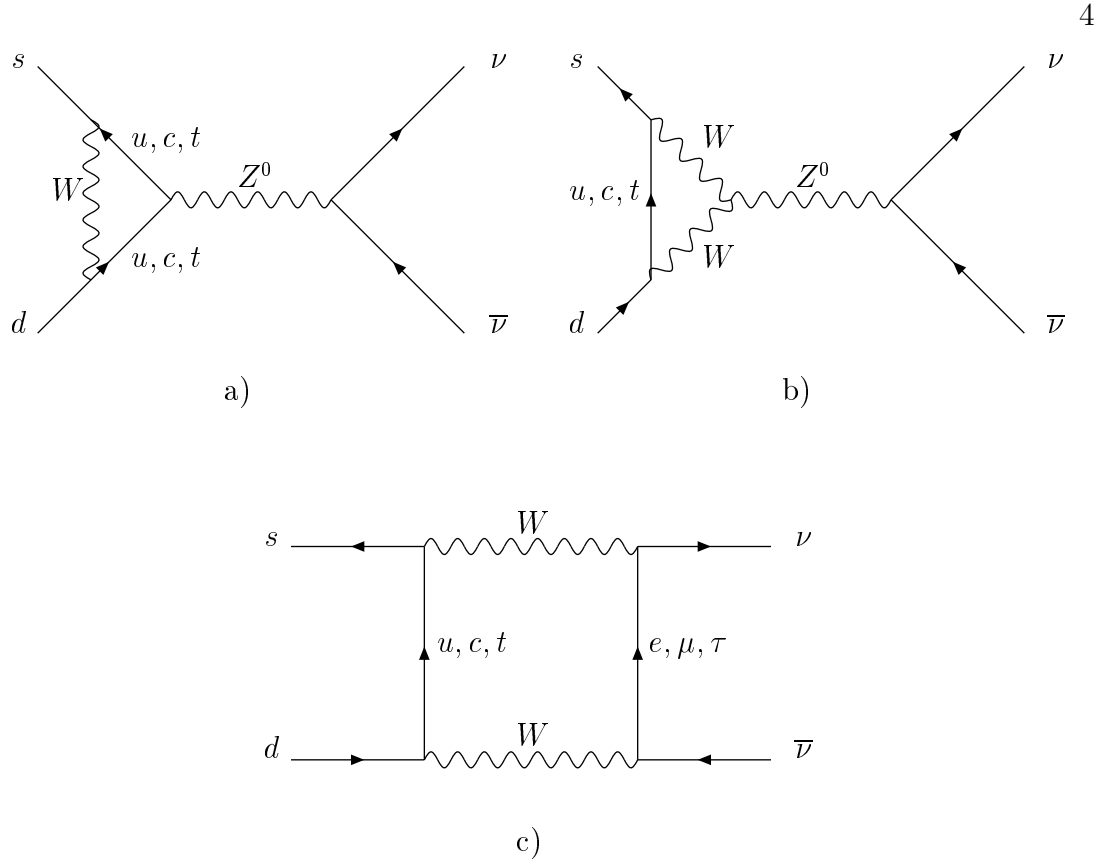 4
s ν s ν
u, c, t W
W Z⁰ u, c, t Z⁰
u, c, t W
d ν̅ d ν̅
a) b)
W
s ν
u, c, t e, μ, τ
W
d ν̅
c)